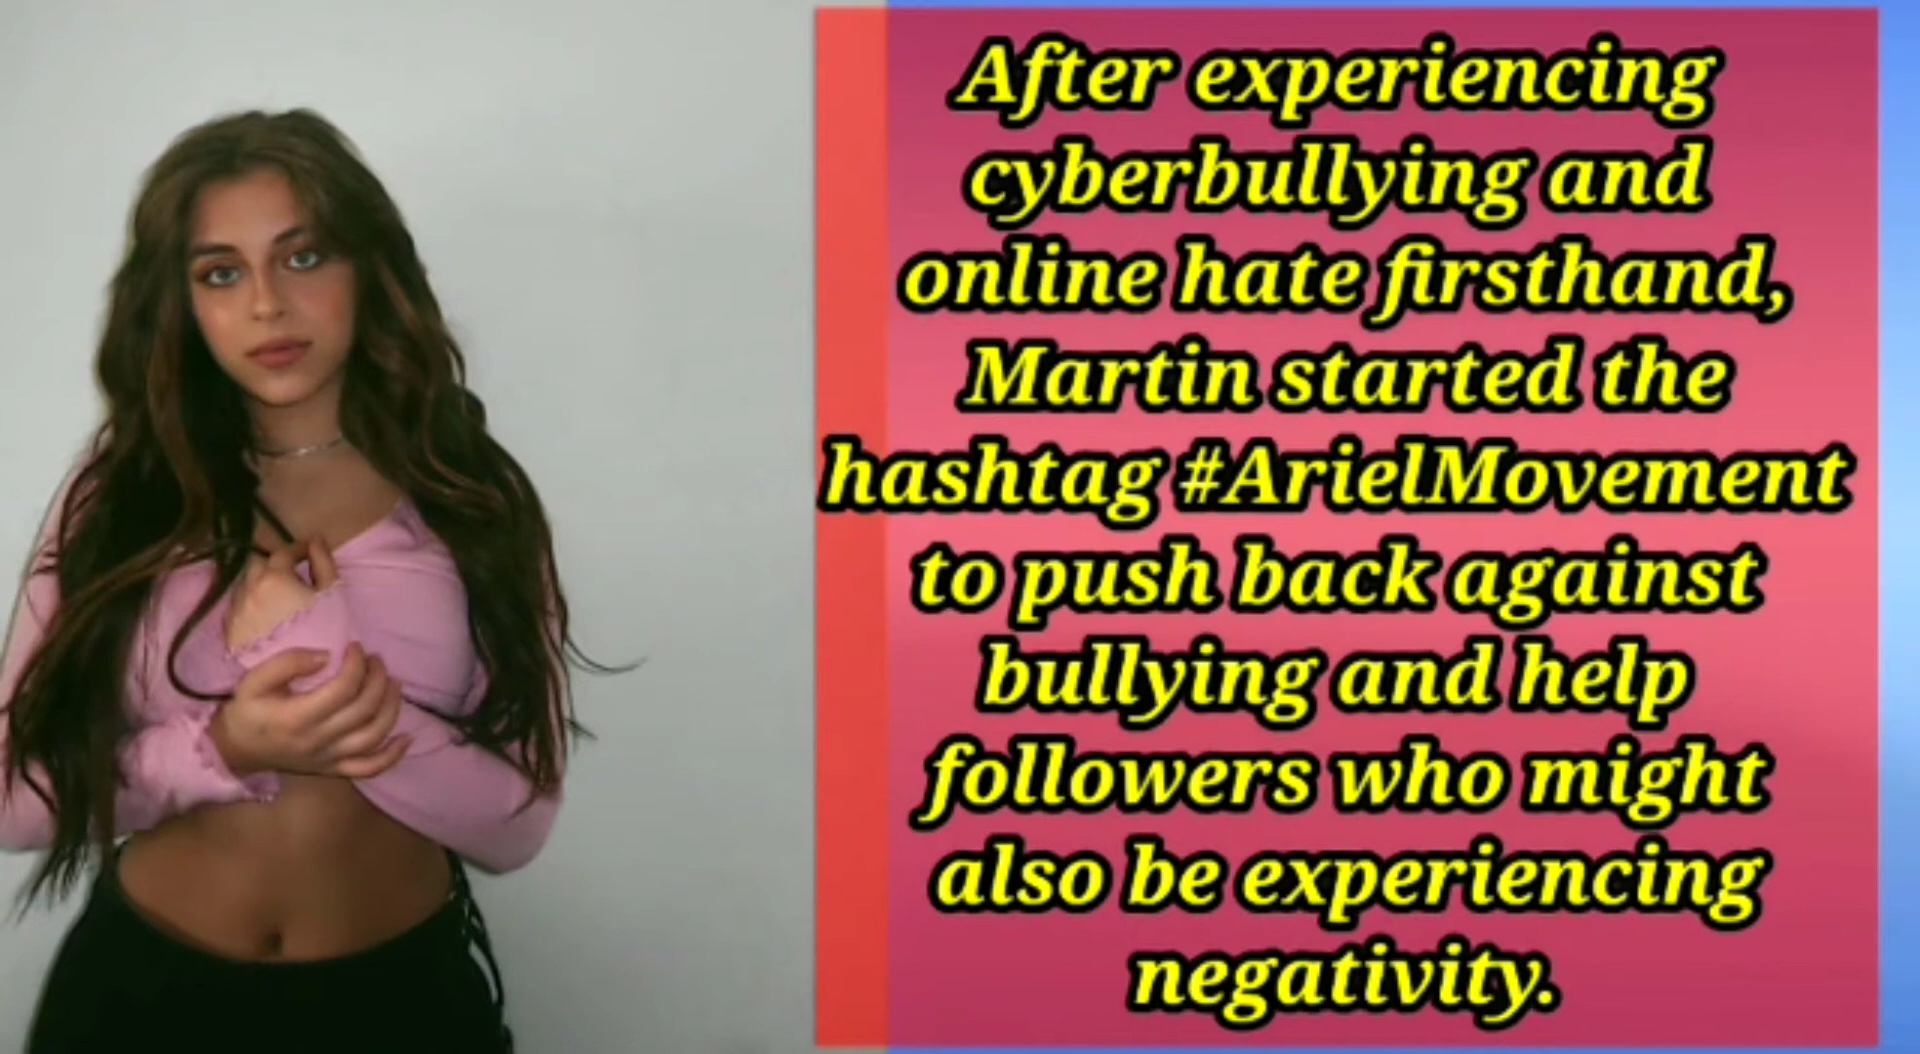 After experiencing
cyberbullying and
online hate firsthand,
Martin started the
hashtag #ArielMovement
to push back against
bullying and help
followers who might
also be experiencing
negativity.